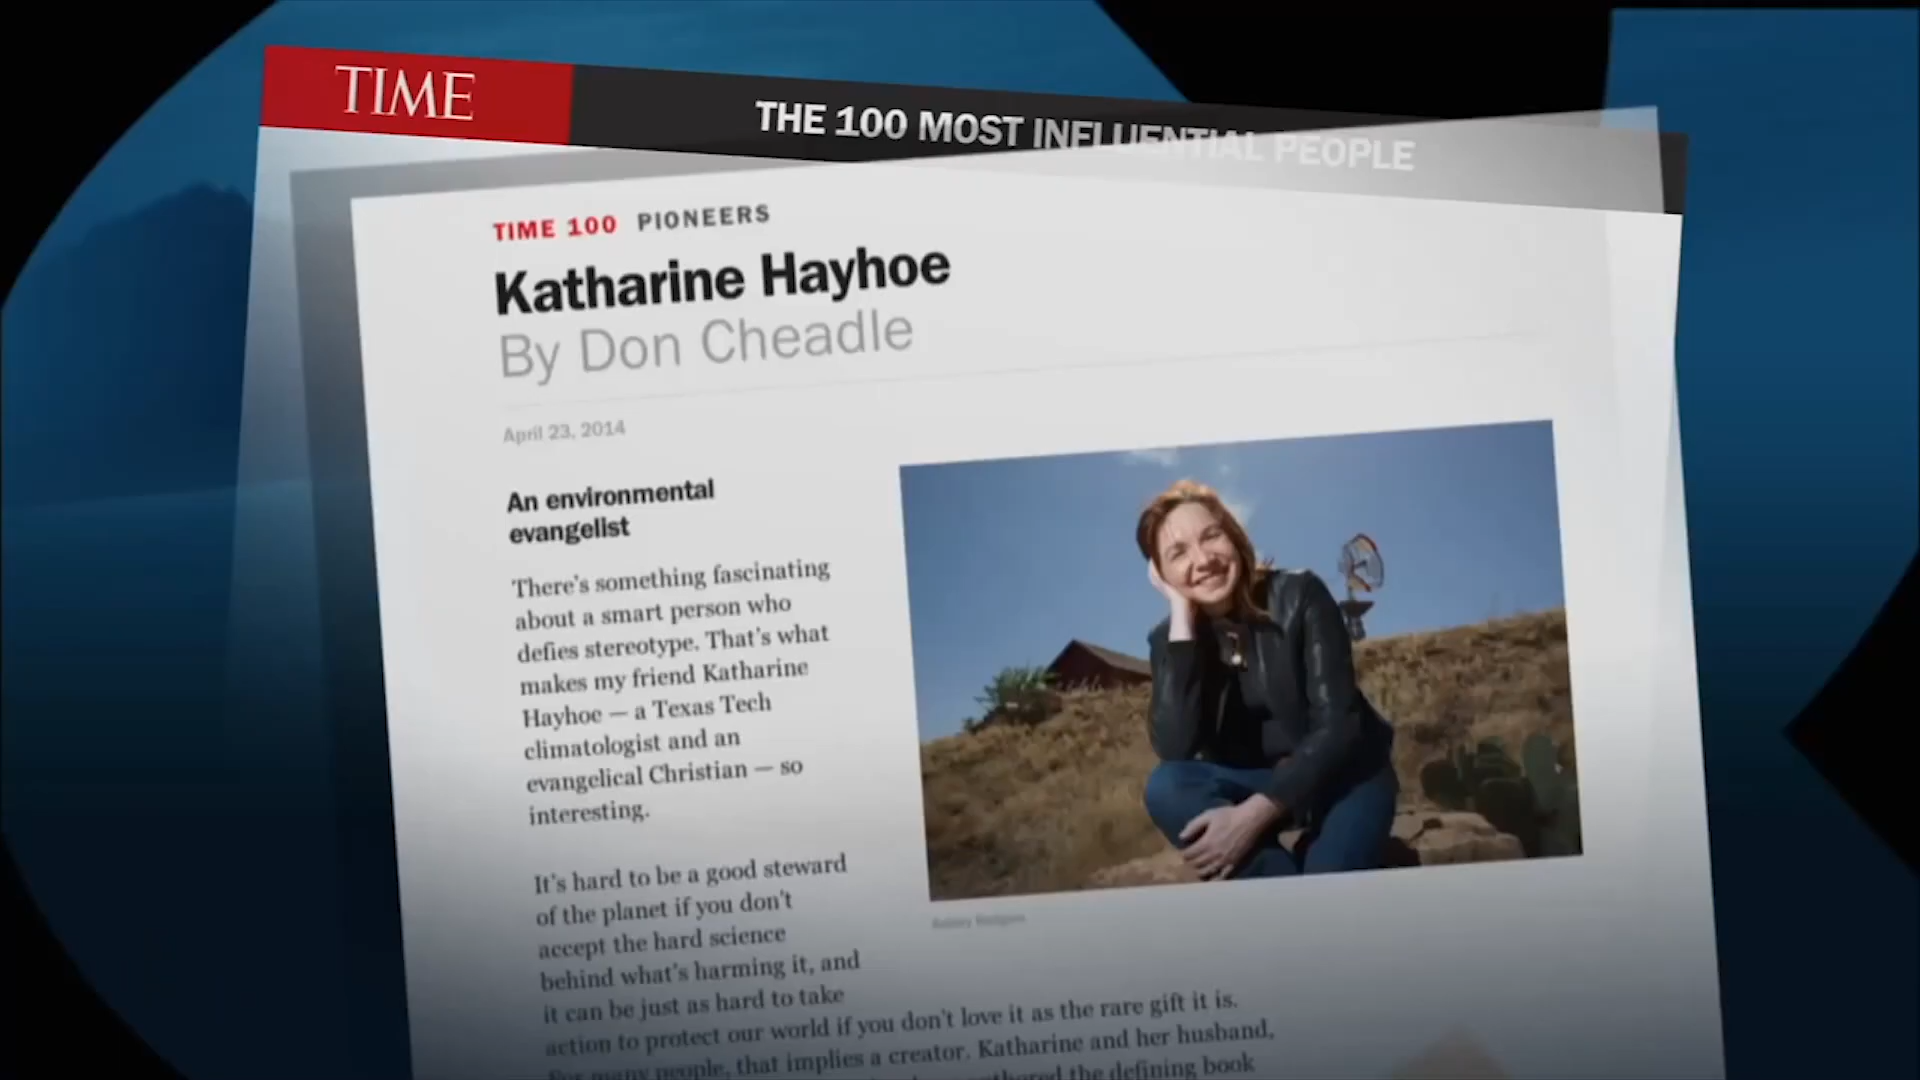 TIME
THE 100 MOST INFLUENTIAL PEOPLE
TIME 100 PIONEERS
Katharine Hayhoe
By Don Cheadle
April 23, 2014
An environmental
evangelist
There's something fascinating
about a smart person who
defies stereotype. That's what
makes my friend Katharine
Hayhoe — a Texas Tech
climatologist and an
evangelical Christian — so
interesting.
It's hard to be a good steward
of the planet if you don't
accept the hard science
behind what's harming it, and
it can be just as hard to take
action to protect our world if you don't love it as the rare gift it is.
For many people, that implies a creator. Katharine and her husband,
the defining book